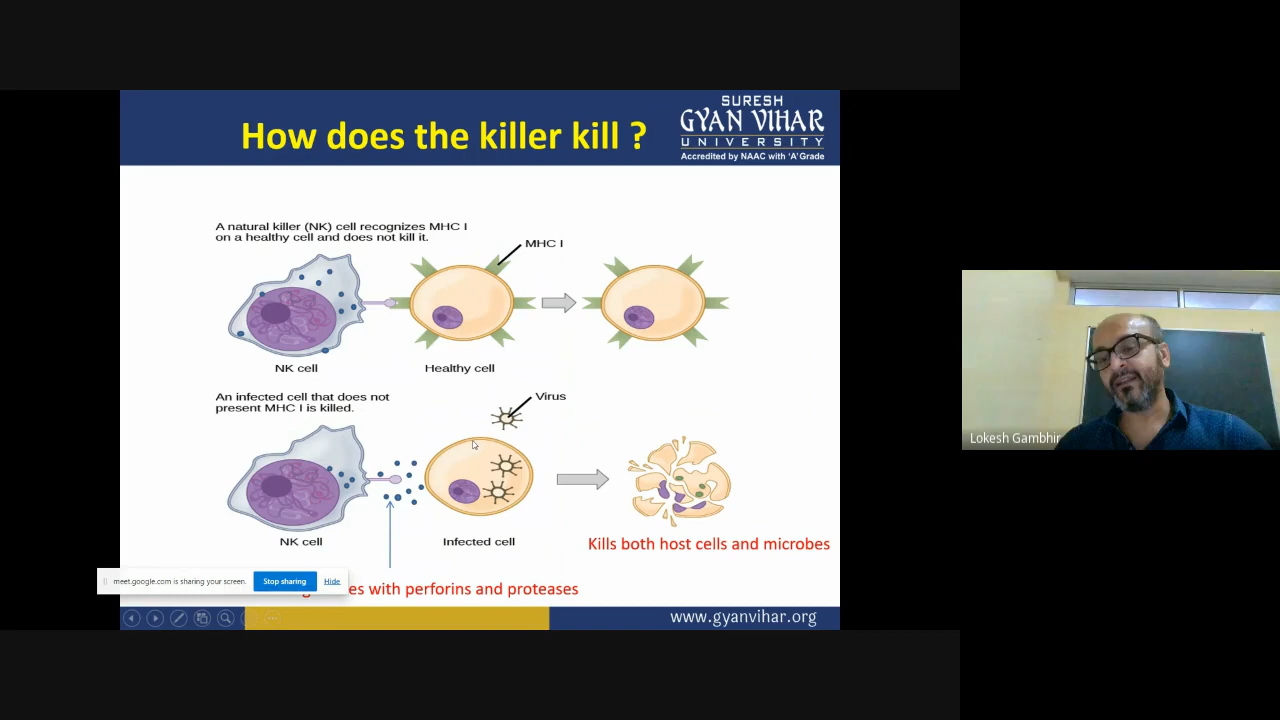 How does the killer kill ?
SURESH
GYAN VIHAR
UNIVERSITY
Accredited by NAAC with 'A' Grade
A natural killer (NK) cell recognizes MHC I
on a healthy cell and does not kill it.
MHC I
NK cell
Healthy cell
An infected cell that does not
present MHC I is killed.
Virus
NK cell
Infected cell
Kills both host cells and microbes
meet.google.com is sharing your screen.
Stop sharing
Hide
with perforins and proteases
www.gyanvihar.org
Lokesh Gambhir